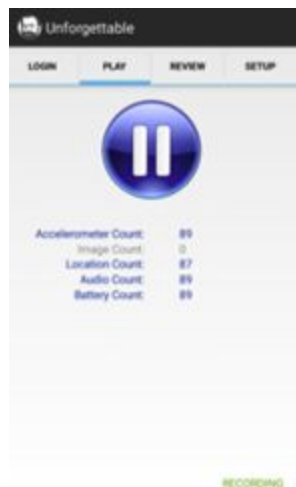 Unforgettable
LOGIN PLAY REVIEW SETUP
Accelerometer Count: 89
Image Count: 0
Location Count: 87
Audio Count: 89
Battery Count: 89
RECORDING